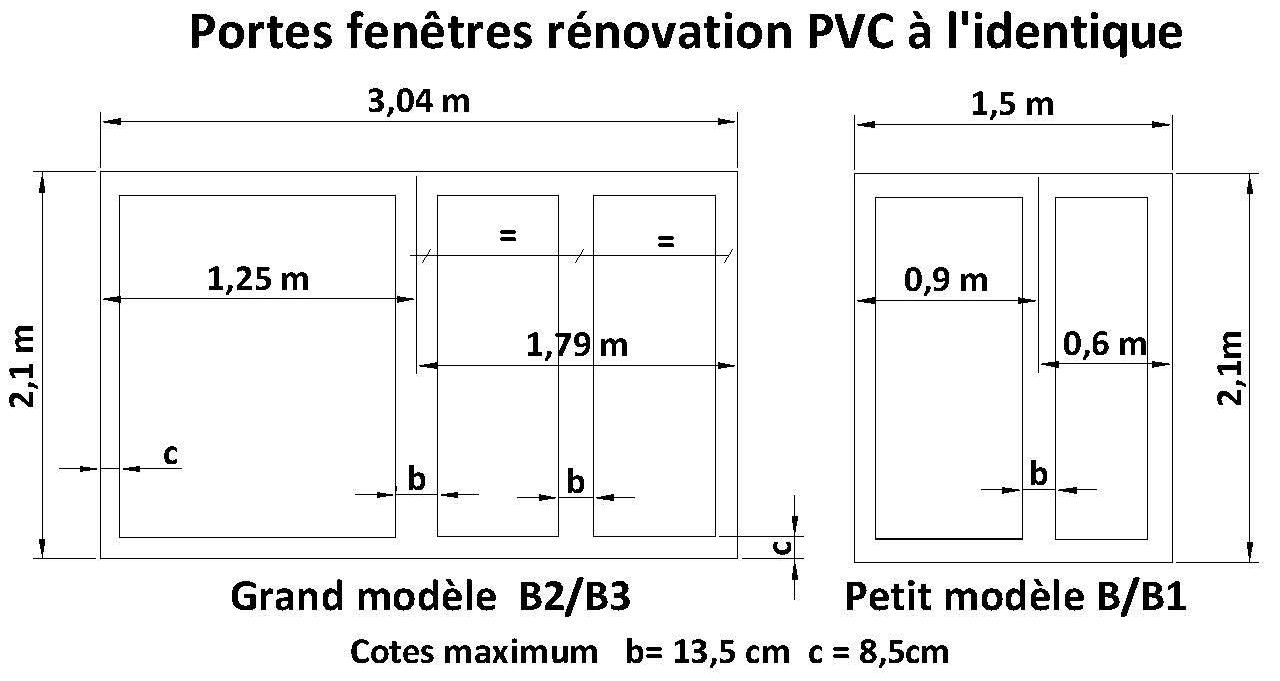 Portes fenêtres rénovation PVC à l'identique
3,04 m
1,5 m
=
=
1,25 m
0,9 m
1,79 m
0,6 m
2,1 m
2,1m
c
b
b
b
c
Grand modèle B2/B3
Petit modèle B/B1
Cotes maximum b= 13,5 cm c = 8,5cm